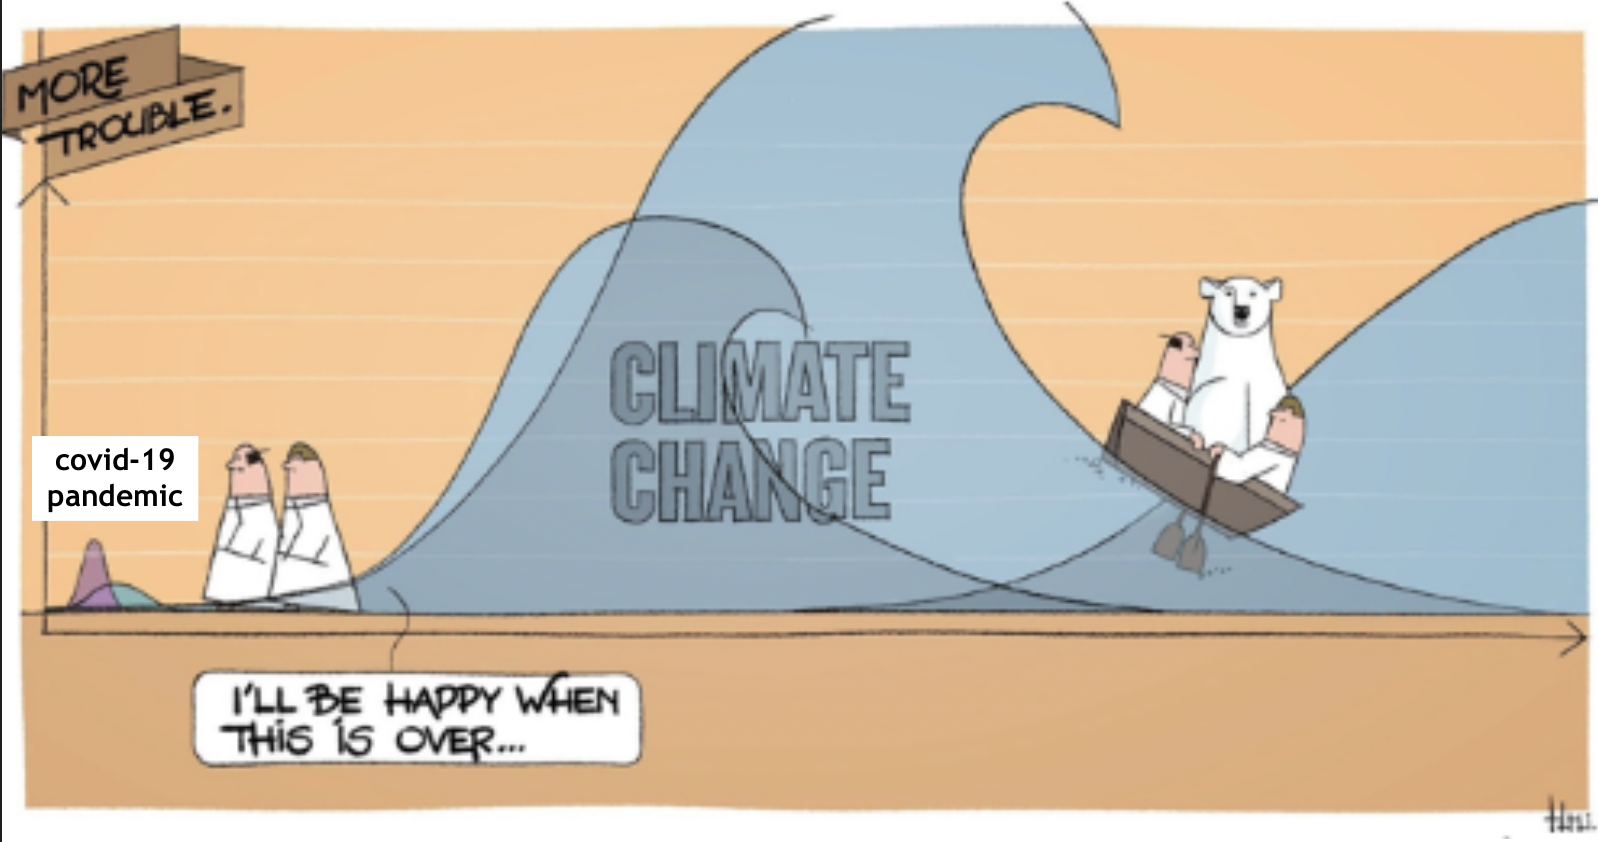 MORE
TROUBLE.
covid-19
pandemic
CLIMATE
CHANGE
I'LL BE HAPPY WHEN
THIS IS OVER...